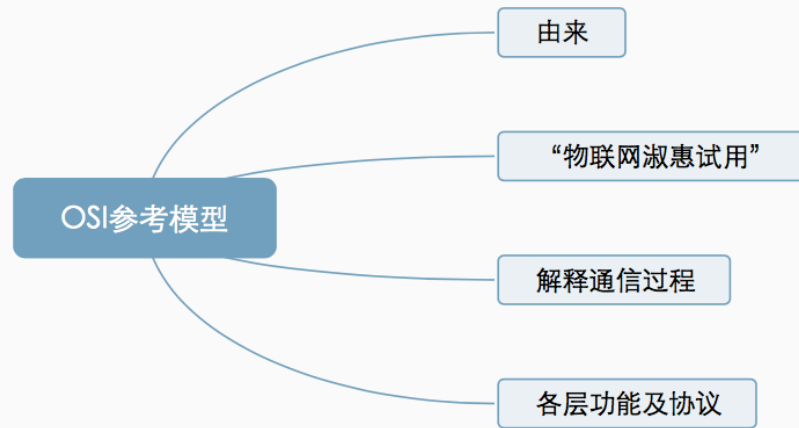 由来
“物联网淑惠试用”
OSI参考模型
解释通信过程
各层功能及协议